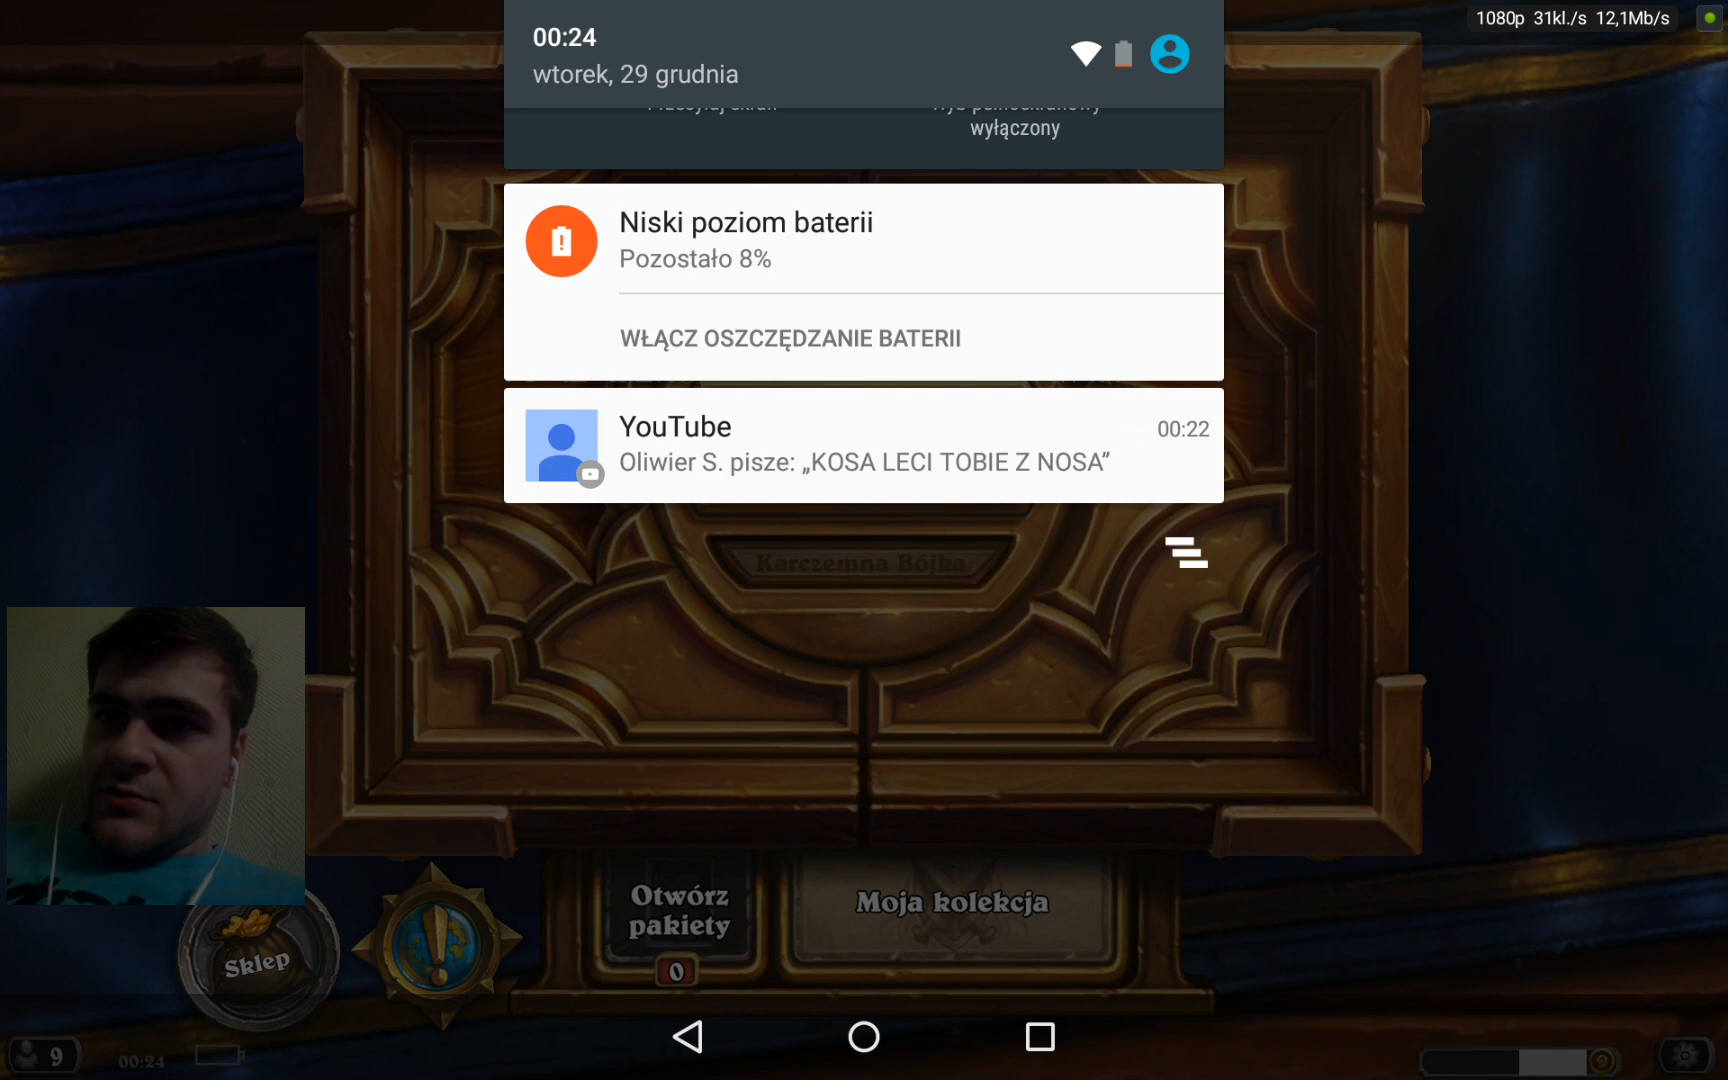 1080p 31kl./s 12,1Mb/s
00:24
wtorek, 29 grudnia
wyłączony
Niski poziom baterii
Pozostało 8%
WŁĄCZ OSZCZĘDZANIE BATERII
YouTube
00:22
Oliwier S. pisze: „KOSA LECI TOBIE Z NOSA”
Karczemna Bójka
Otwórz
pakiety
Moja kolekcja
Sklep
0
9
00:24